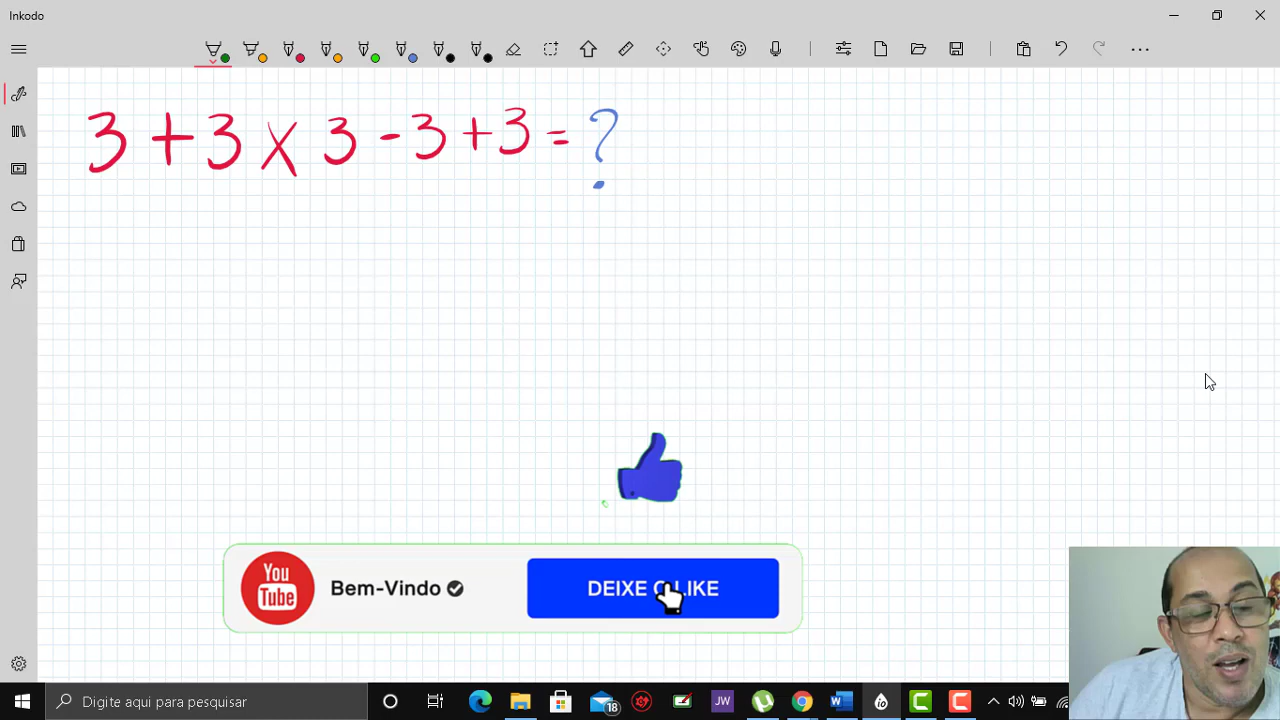 Inkodo
3 + 3 X 3 - 3 + 3 = ?
You
Tube
Bem-Vindo
DEIXE O LIKE
Digite aqui para pesquisar
18
JW